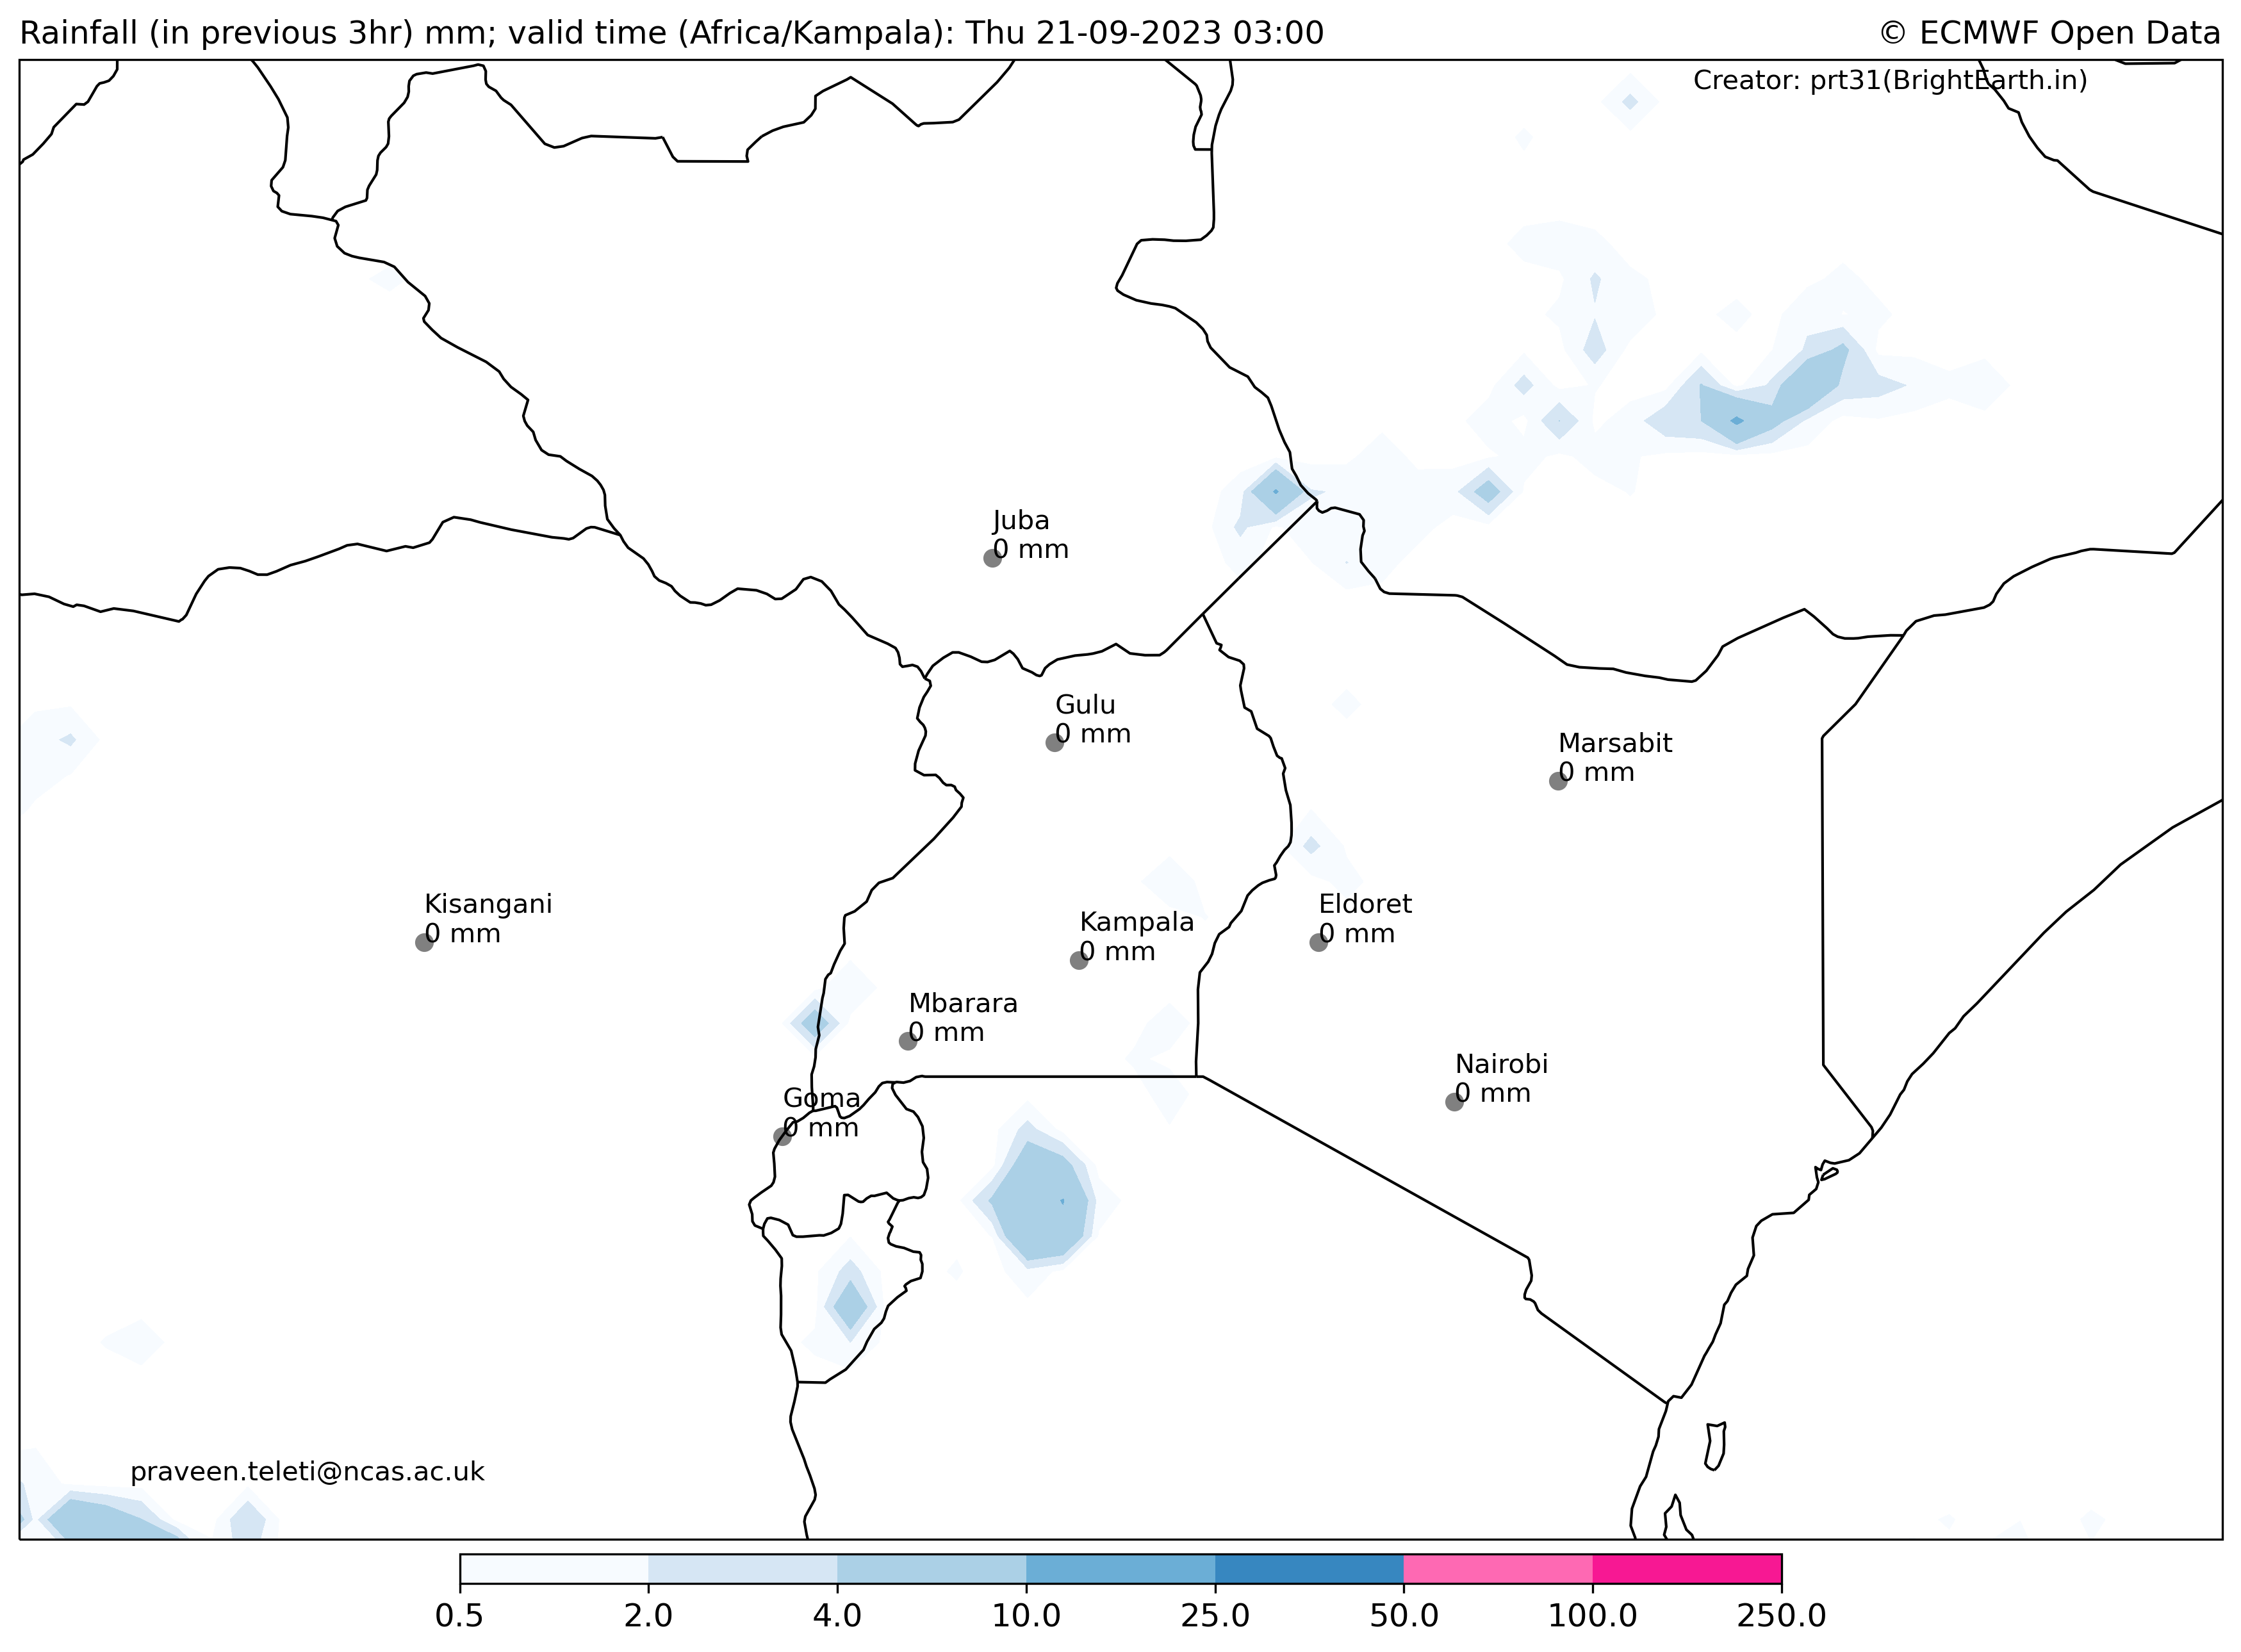 Rainfall (in previous 3hr) mm; valid time (Africa/Kampala): Thu 21-09-2023 03:00
© ECMWF Open Data
Creator: prt31(BrightEarth.in)
Juba
0 mm
Gulu
0 mm
Marsabit
0 mm
Kisangani
0 mm
Kampala
0 mm
Eldoret
0 mm
Mbarara
0 mm
Nairobi
0 mm
Goma
0 mm
praveen.teleti@ncas.ac.uk
0.5 2.0 4.0 10.0 25.0 50.0 100.0 250.0